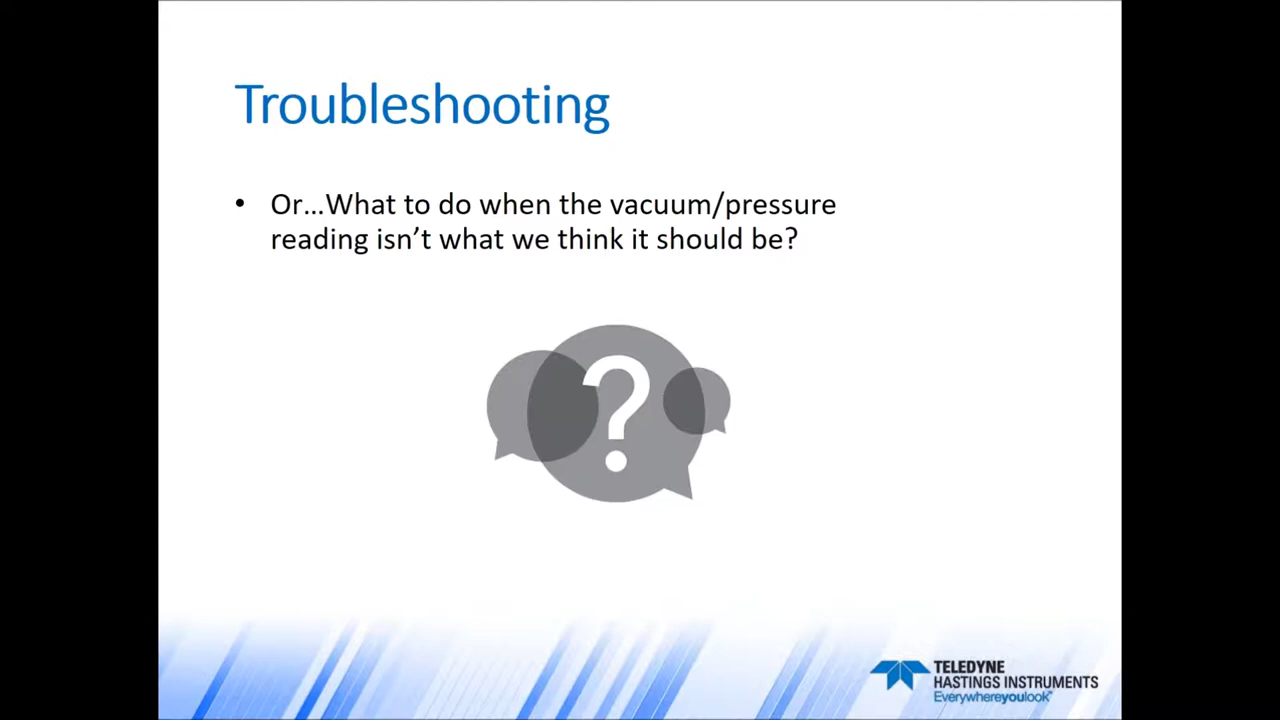 Troubleshooting
• Or...What to do when the vacuum/pressure
reading isn’t what we think it should be?
?
TELEDYNE
HASTINGS INSTRUMENTS
Everywhereyoulook™